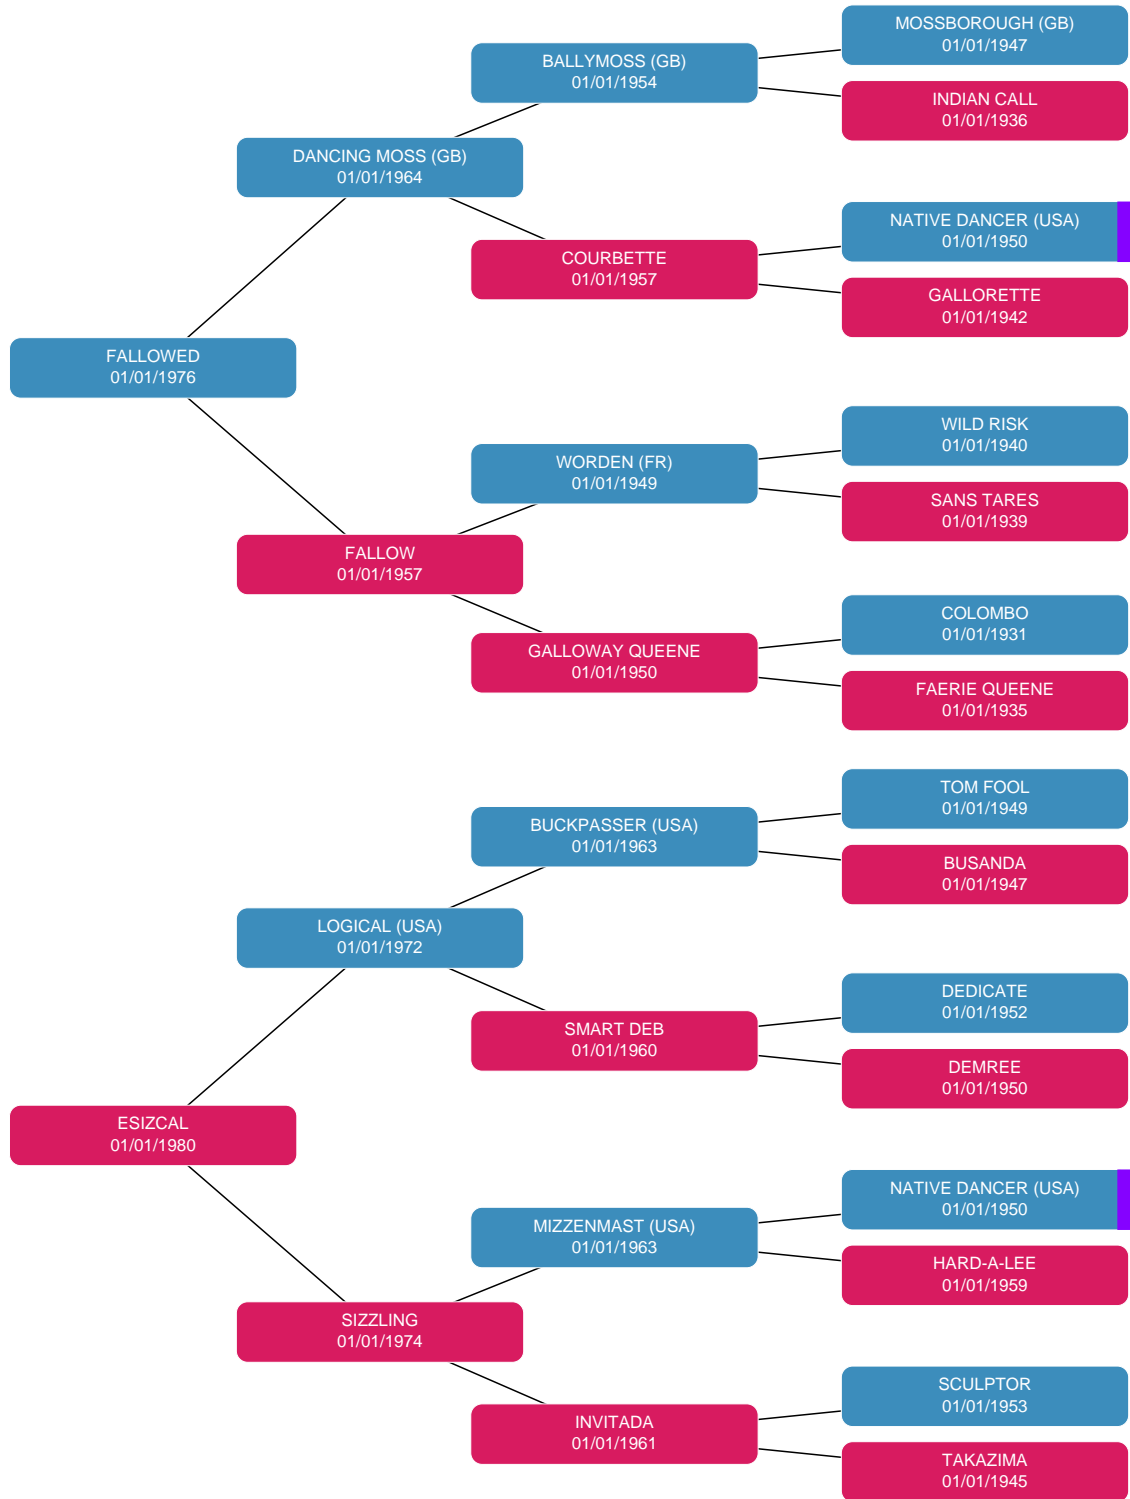 MOSSBOROUGH (GB)
01/01/1947
BALLYMOSS (GB)
01/01/1954
INDIAN CALL
01/01/1936
DANCING MOSS (GB)
01/01/1964
NATIVE DANCER (USA)
01/01/1950
COURBETTE
01/01/1957
GALLORETTE
01/01/1942
FALLOWED
01/01/1976
WILD RISK
01/01/1940
WORDEN (FR)
01/01/1949
SANS TARES
01/01/1939
FALLOW
01/01/1957
COLOMBO
01/01/1931
GALLOWAY QUEENE
01/01/1950
FAERIE QUEENE
01/01/1935
TOM FOOL
01/01/1949
BUCKPASSER (USA)
01/01/1963
BUSANDA
01/01/1947
LOGICAL (USA)
01/01/1972
DEDICATE
01/01/1952
SMART DEB
01/01/1960
DEMREE
01/01/1950
ESIZCAL
01/01/1980
NATIVE DANCER (USA)
01/01/1950
MIZZENMAST (USA)
01/01/1963
HARD-A-LEE
01/01/1959
SIZZLING
01/01/1974
SCULPTOR
01/01/1953
INVITADA
01/01/1961
TAKAZIMA
01/01/1945